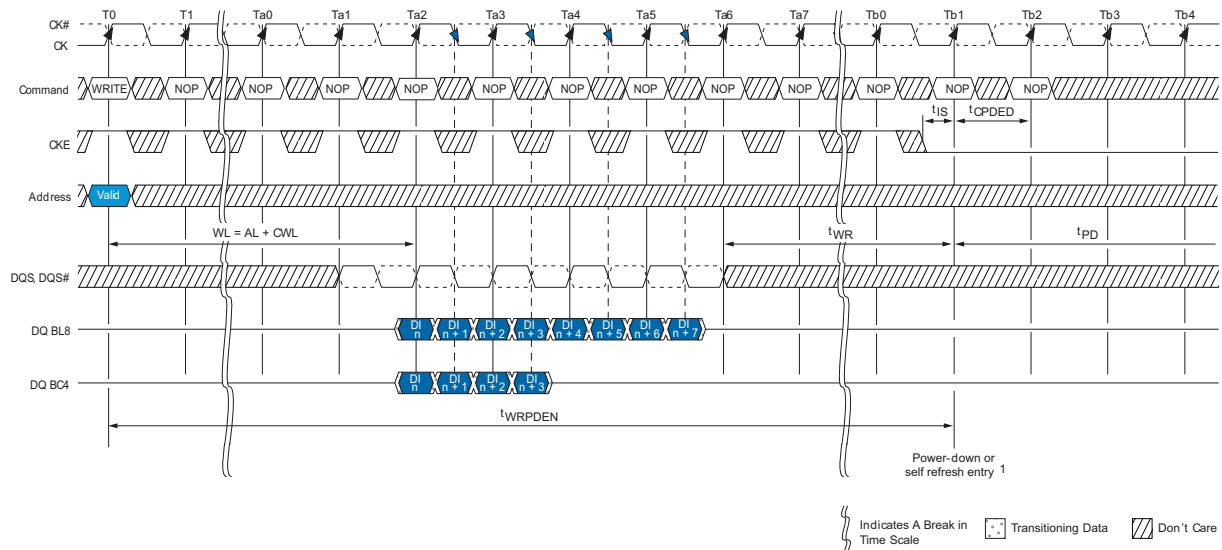 T0 T1 Ta0 Ta1 Ta2 Ta3 Ta4 Ta5 Ta6 Ta7 Tb0 Tb1 Tb2 Tb3 Tb4
CK#
CK
Command WRITE NOP NOP NOP NOP NOP NOP NOP NOP NOP NOP NOP NOP
tIS tCPDED
CKE
Address Valid
WL = AL + CWL tWR tPD
DQS, DQS#
DQ BL8 DI n DI n + 1 DI n + 2 DI n + 3 DI n + 4 DI n + 5 DI n + 6 DI n + 7
DQ BC4 DI n DI n + 1 DI n + 2 DI n + 3
tWRPDEN
Power-down or
self refresh entry 1
Indicates A Break in
Time Scale
Transitioning Data
Don't Care